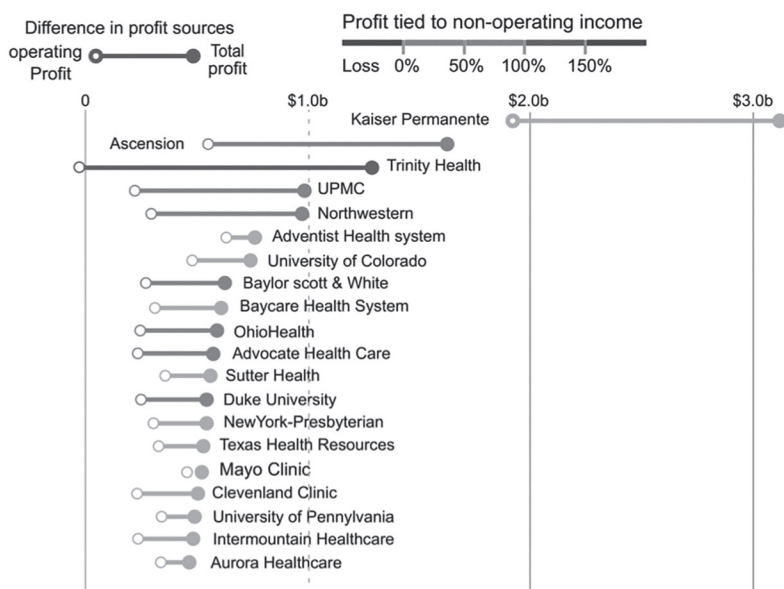 Difference in profit sources
operating Profit
Total profit
Profit tied to non-operating income
Loss 0% 50% 100% 150%
0 $1.0b $2.0b $3.0b
Kaiser Permanente
Ascension
Trinity Health
UPMC
Northwestern
Adventist Health system
University of Colorado
Baylor scott & White
Baycare Health System
OhioHealth
Advocate Health Care
Sutter Health
Duke University
NewYork-Presbyterian
Texas Health Resources
Mayo Clinic
Clevenland Clinic
University of Pennsylvania
Intermountain Healthcare
Aurora Healthcare